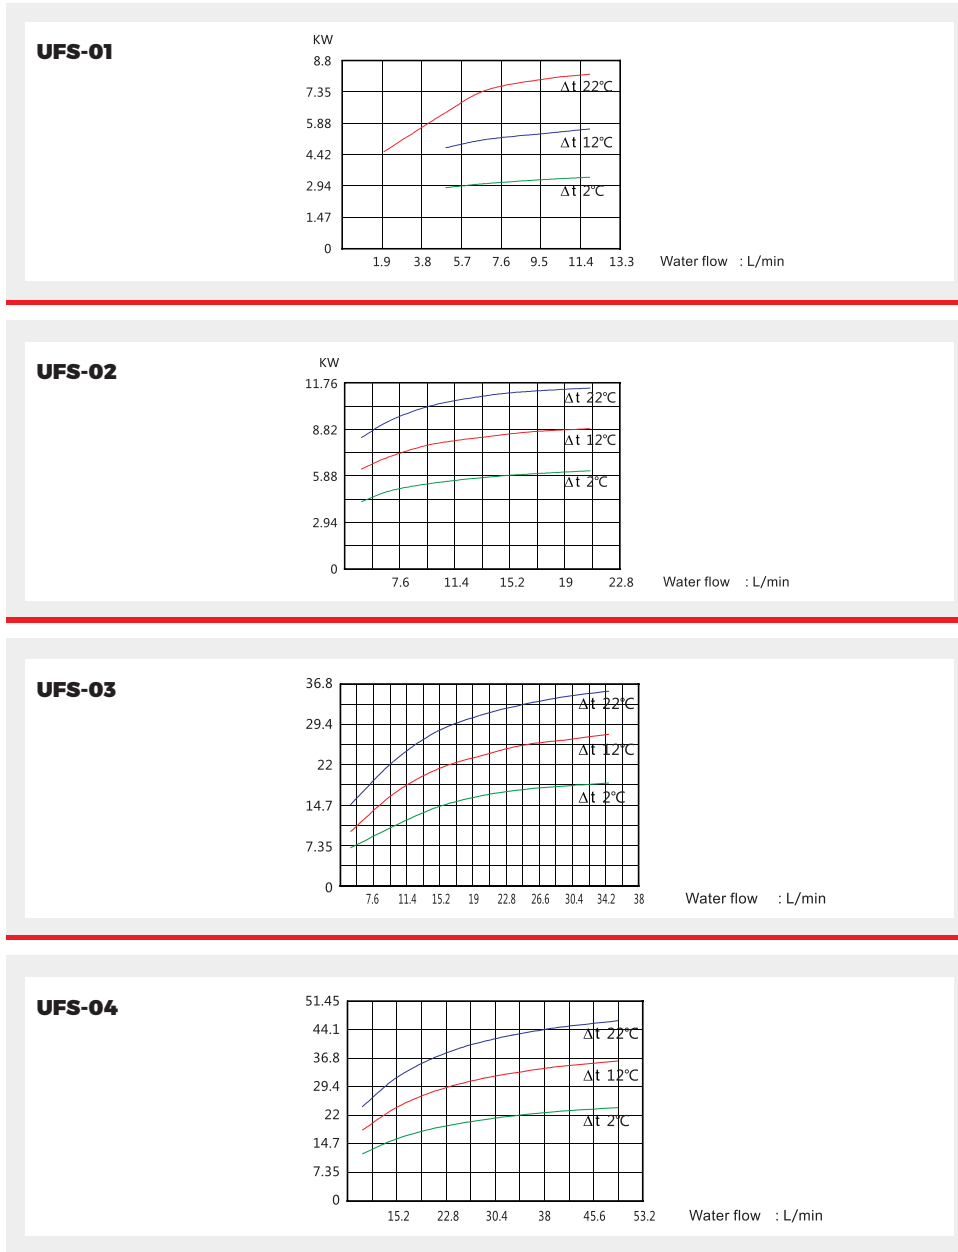 UFS-01
KW
8.8
7.35
5.88
4.42
2.94
1.47
0
Δt 22℃
Δt 12℃
Δt 2℃
1.9 3.8 5.7 7.6 9.5 11.4 13.3 Water flow : L/min
UFS-02
KW
11.76
8.82
5.88
2.94
0
Δt 22℃
Δt 12℃
Δt 2℃
7.6 11.4 15.2 19 22.8 Water flow : L/min
UFS-03
36.8
29.4
22
14.7
7.35
0
Δt 22℃
Δt 12℃
Δt 2℃
7.6 11.4 15.2 19 22.8 26.6 30.4 34.2 38 Water flow : L/min
UFS-04
51.45
44.1
36.8
29.4
22
14.7
7.35
0
Δt 22℃
Δt 12℃
Δt 2℃
15.2 22.8 30.4 38 45.6 53.2 Water flow : L/min